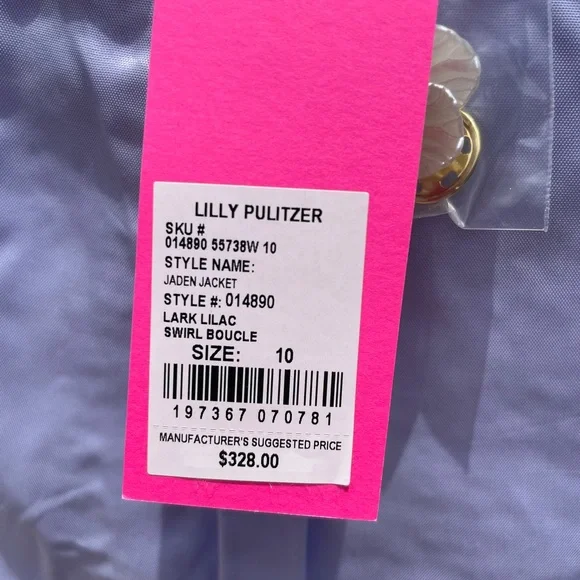 LILLY PULITZER
SKU #
014890 55738W 10
STYLE NAME:
JADEN JACKET
STYLE #: 014890
LARK LILAC
SWIRL BOUCLE
SIZE: 10
197367 070781
MANUFACTURER'S SUGGESTED PRICE
$328.00